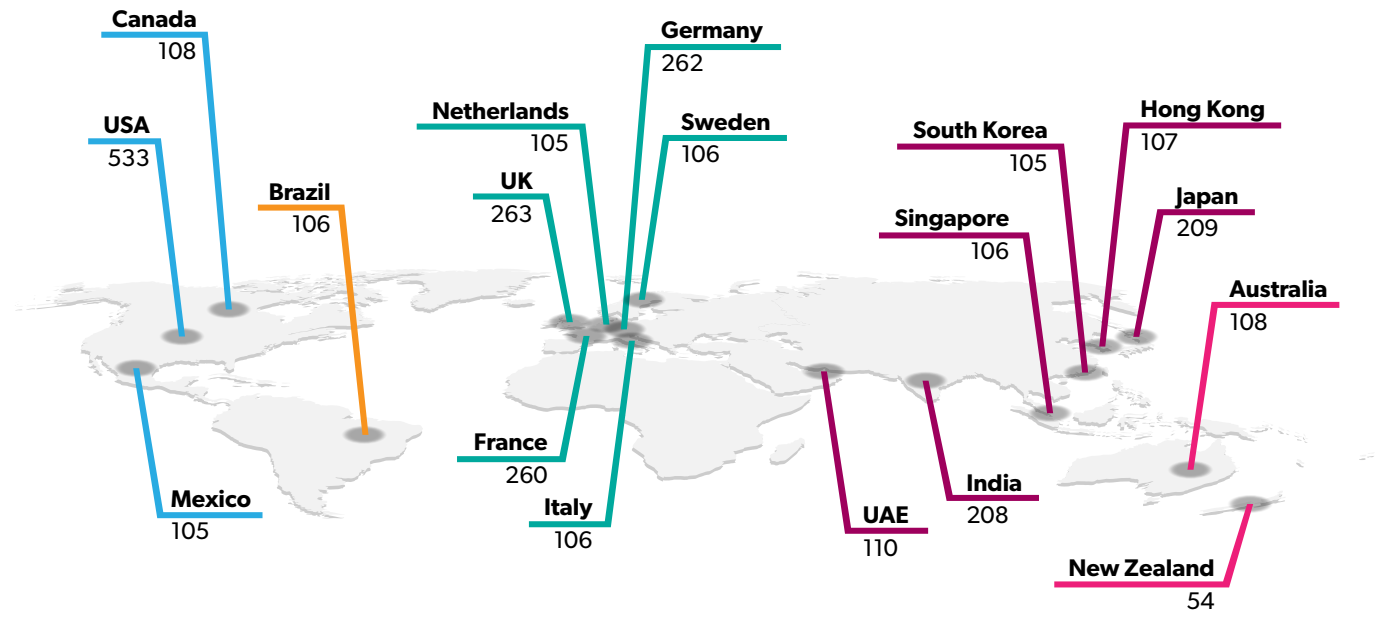 Canada
108
USA
533
Brazil
106
Mexico
105
Germany
262
Netherlands
105
Sweden
106
UK
263
France
260
Italy
106
Hong Kong
107
South Korea
105
Japan
209
Singapore
106
India
208
UAE
110
Australia
108
New Zealand
54